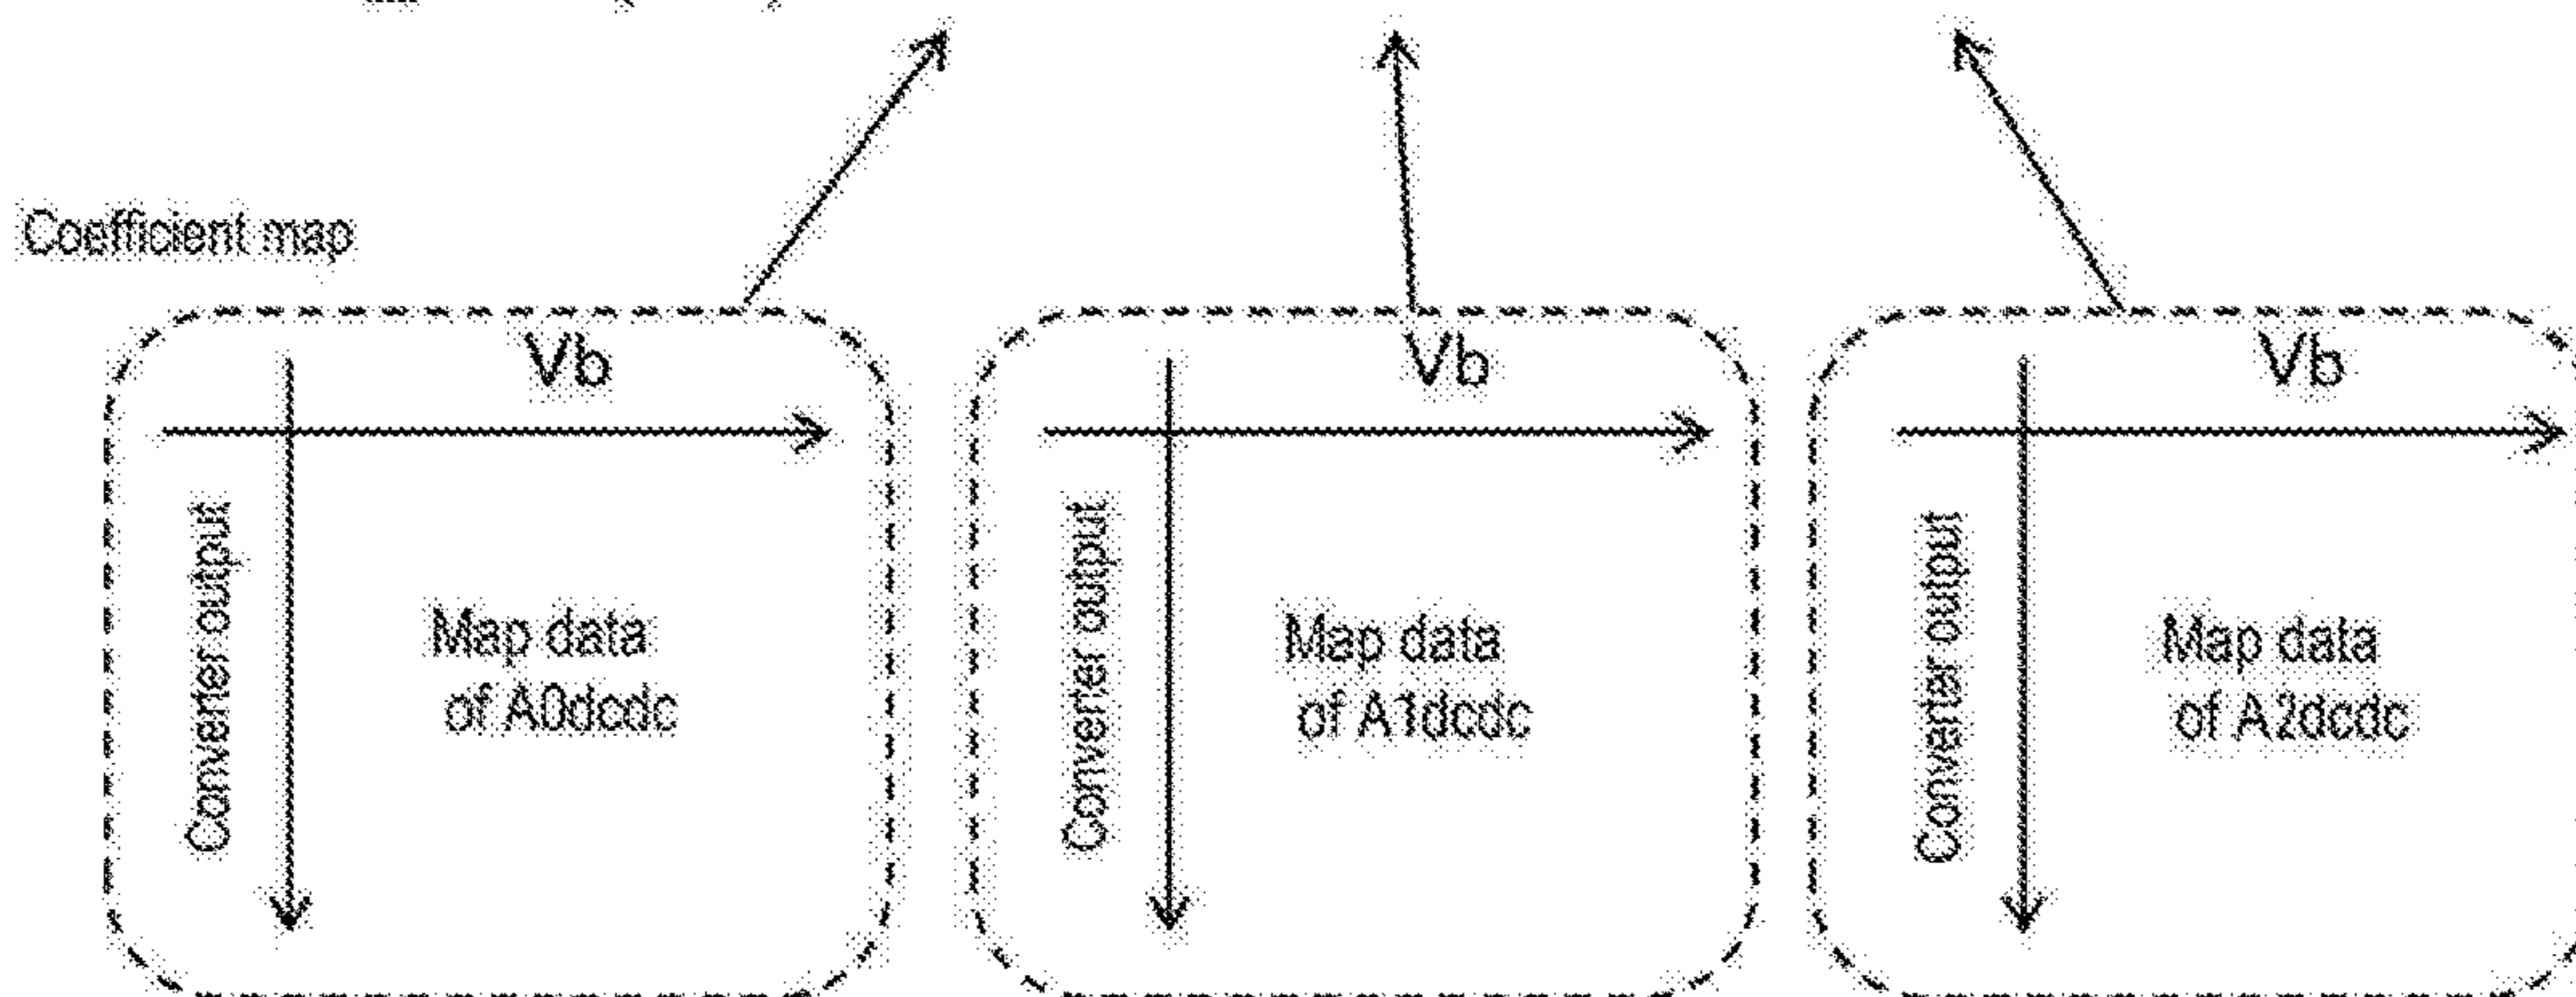 Coefficient map
Vb
Converter output
Map data
of A0dcdc
Vb
Converter output
Map data
of A1dcdc
Vb
Converter output
Map data
of A2dcdc